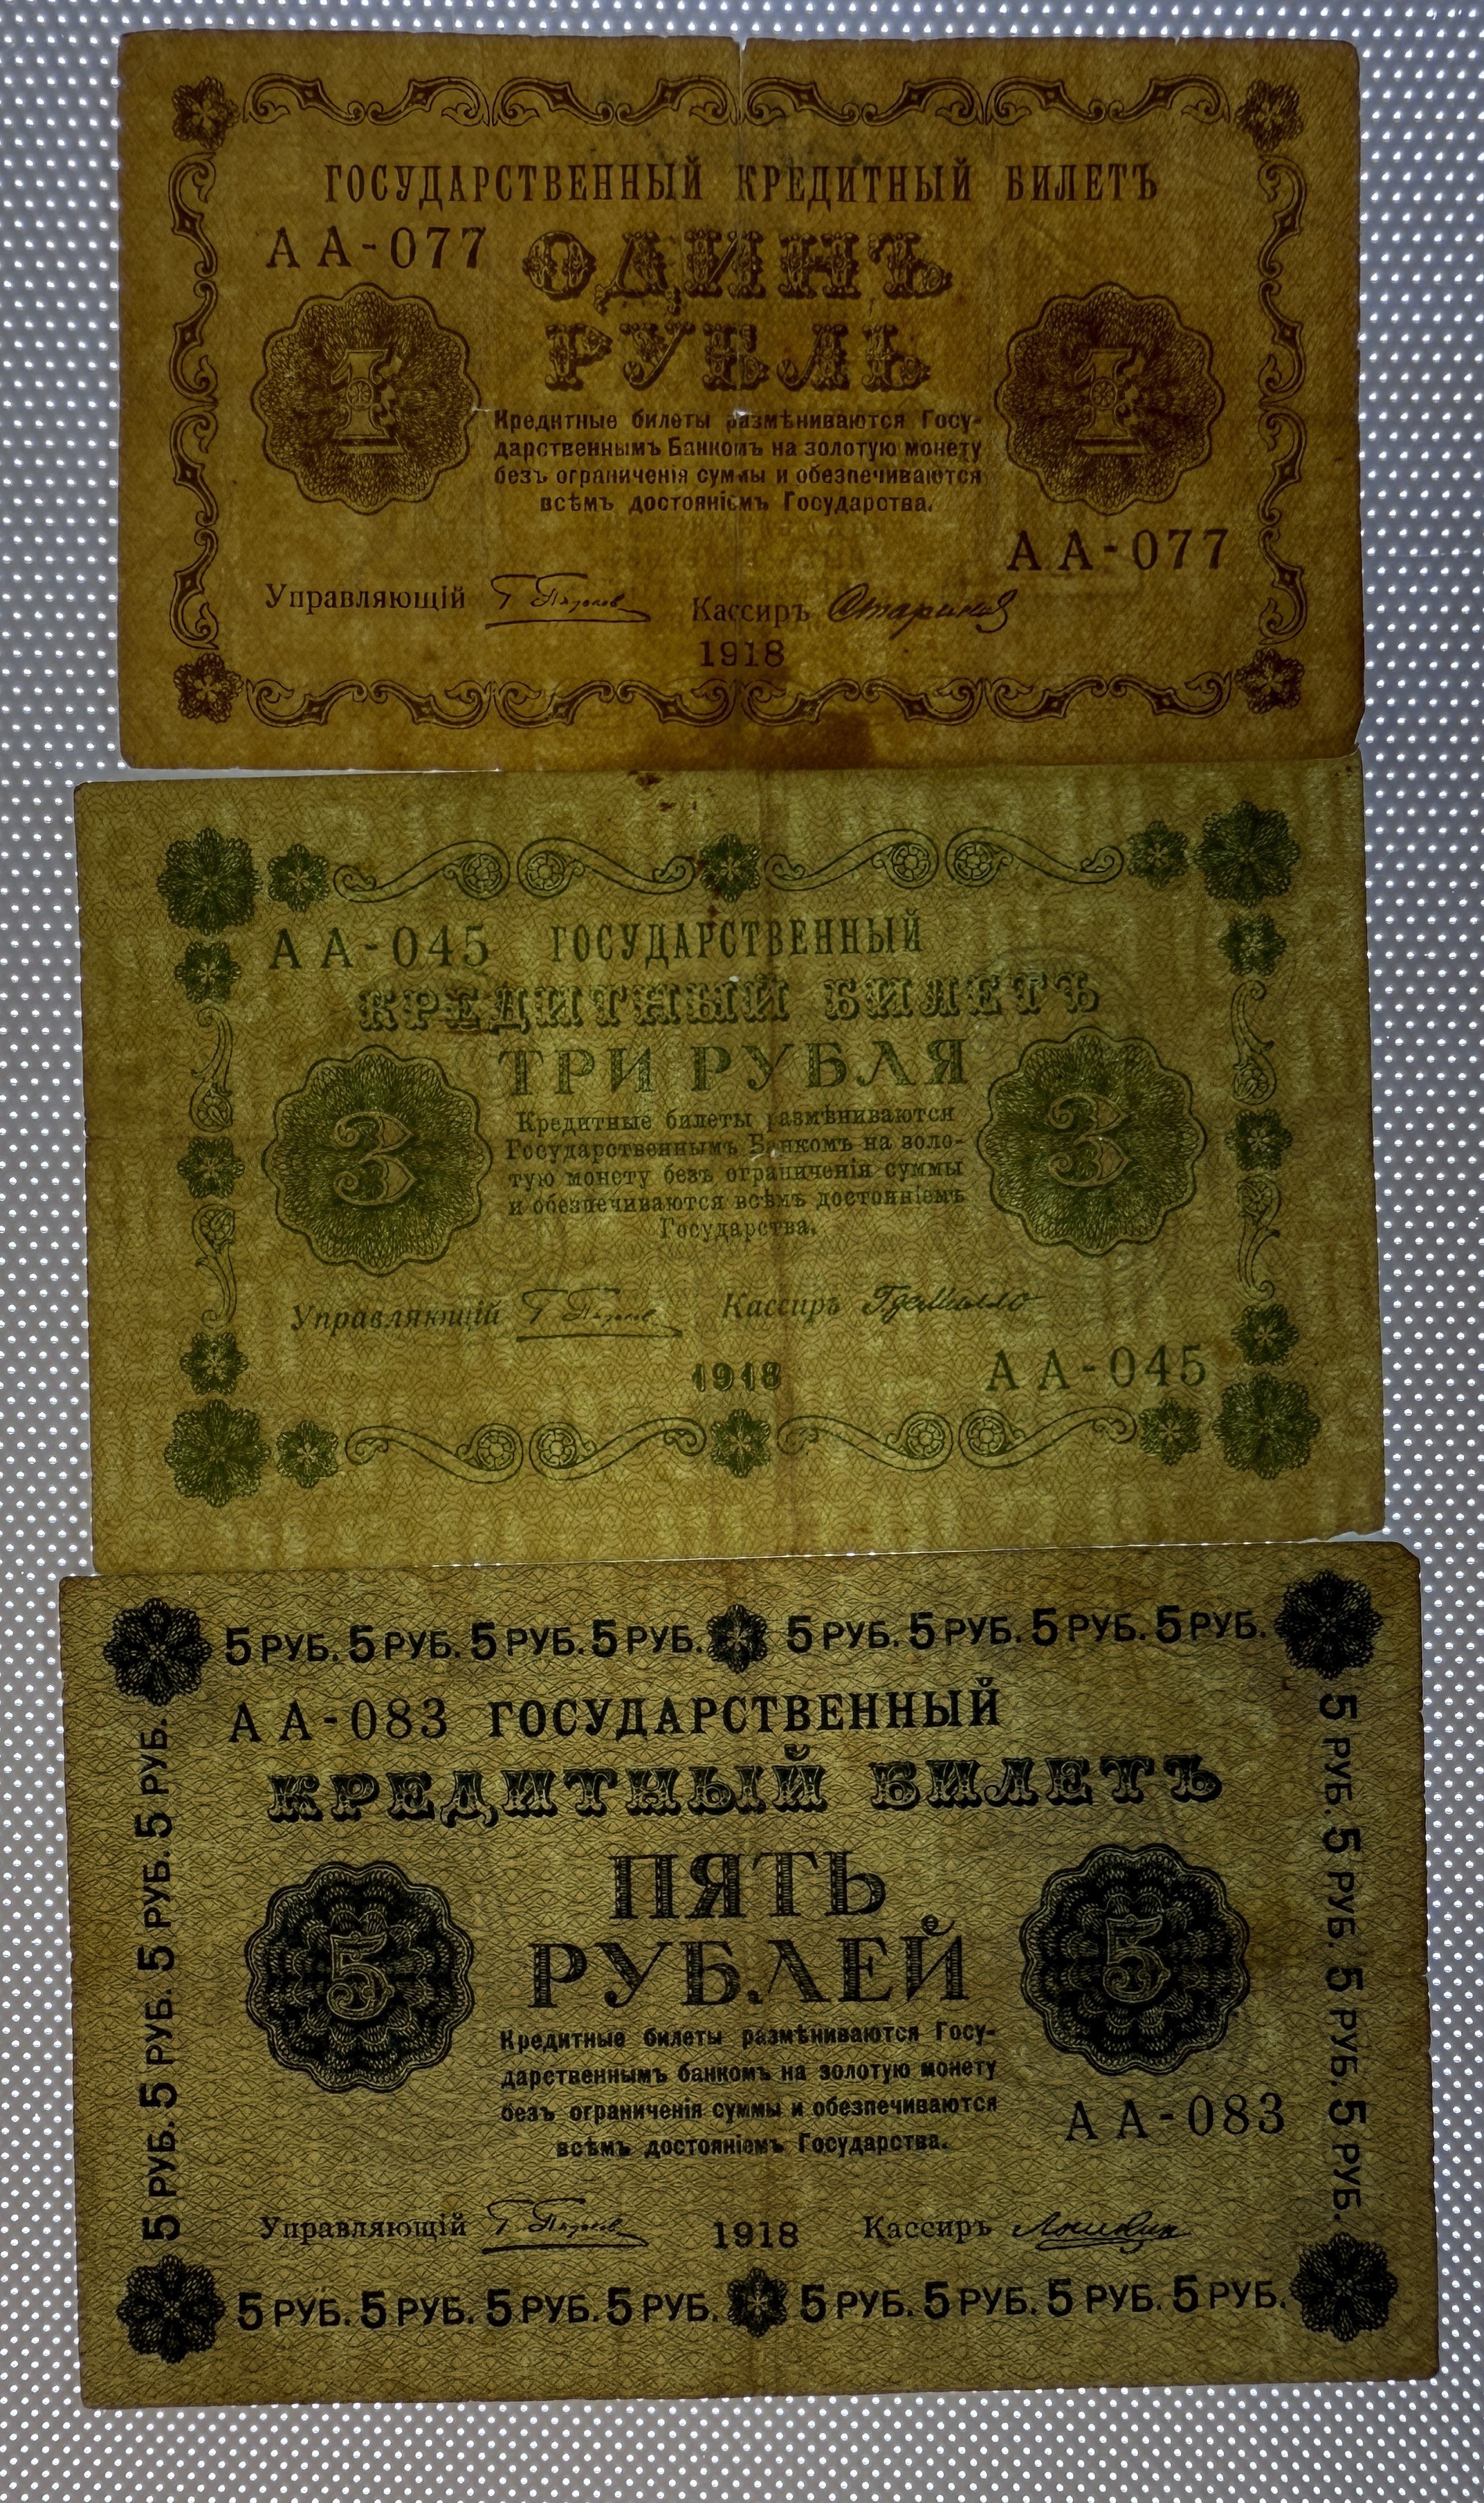 ГОСУДАРСТВЕННЫЙ КРЕДИТНЫЙ БИЛЕТЪ
АА-077 ОДИНЪ
РУБЛЬ
1 1
Кредитные билеты размѣниваются Госу-
дарственнымъ Банкомъ на золотую монету
безъ ограниченія суммы и обезпечиваются
всѣмъ достояніемъ Государства.
АА-077
Управляющій Кассиръ
1918
АА-045 ГОСУДАРСТВЕННЫЙ
КРЕДИТНЫЙ БИЛЕТЪ
ТРИ РУБЛЯ
3 3
Кредитные билеты размѣниваются
Государственнымъ Банкомъ на золо-
тую монету безъ ограниченія суммы
и обезпечиваются всѣмъ достояніемъ
Государства.
Управляющій Кассиръ
1918 АА-045
5 РУБ. 5 РУБ. 5 РУБ. 5 РУБ. 5 РУБ. 5 РУБ. 5 РУБ. 5 РУБ.
АА-083 ГОСУДАРСТВЕННЫЙ
КРЕДИТНЫЙ БИЛЕТЪ
ПЯТЬ
РУБЛЕЙ
5 5
Кредитные билеты размѣниваются Госу-
дарственнымъ банкомъ на золотую монету
безъ ограниченія суммы и обезпечиваются
всѣмъ достояніемъ Государства.
АА-083
Управляющій 1918 Кассиръ
5 РУБ. 5 РУБ. 5 РУБ. 5 РУБ.
5 РУБ. 5 РУБ. 5 РУБ. 5 РУБ.
5 РУБ. 5 РУБ. 5 РУБ. 5 РУБ. 5 РУБ. 5 РУБ. 5 РУБ. 5 РУБ.